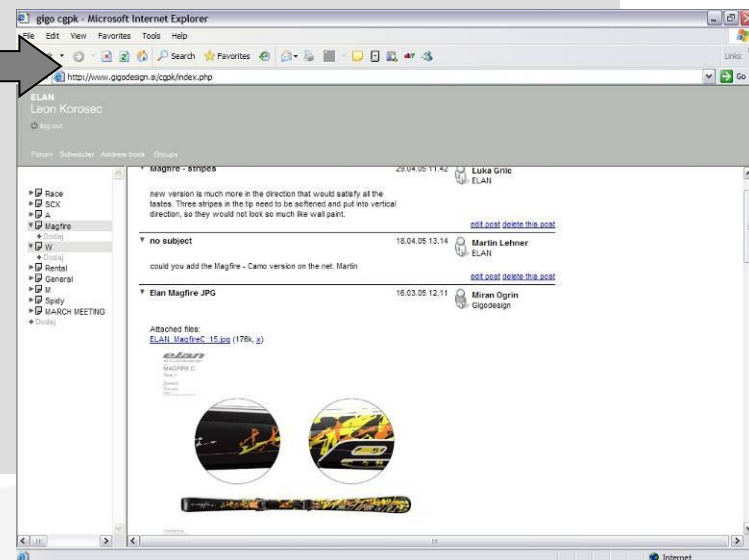 gigo cgpk - Microsoft Internet Explorer
File Edit View Favorites Tools Help
Search Favorites
Links
http://www.gigodesign.si/cgpk/index.php
Go
ELAN
Leon Korosec
log out
Forum Scheduler Address book Groups
Race
SCX
A
Magfire
Dodaj
W
Dodaj
Rental
General
M
Spidy
MARCH MEETING
Dodaj
Magfire - stripes 29.04.05 11.42 Luka Grilc
ELAN
new version is much more in the direction that would satisfy all the
tastes. Three stripes in the tip need to be softened and put into vertical
direction, so they would not look so much like wall paint.
edit post delete this post
no subject 18.04.05 13.14 Martin Lehner
ELAN
could you add the Magfire - Camo version on the net. Martin
edit post delete this post
Elan Magfire JPG 16.03.05 12.11 Miran Ogrin
Gigodesign
Attached files:
ELAN_MagfireC_15.jpg (176k, x)
elan
MAGFIRE C
Internet